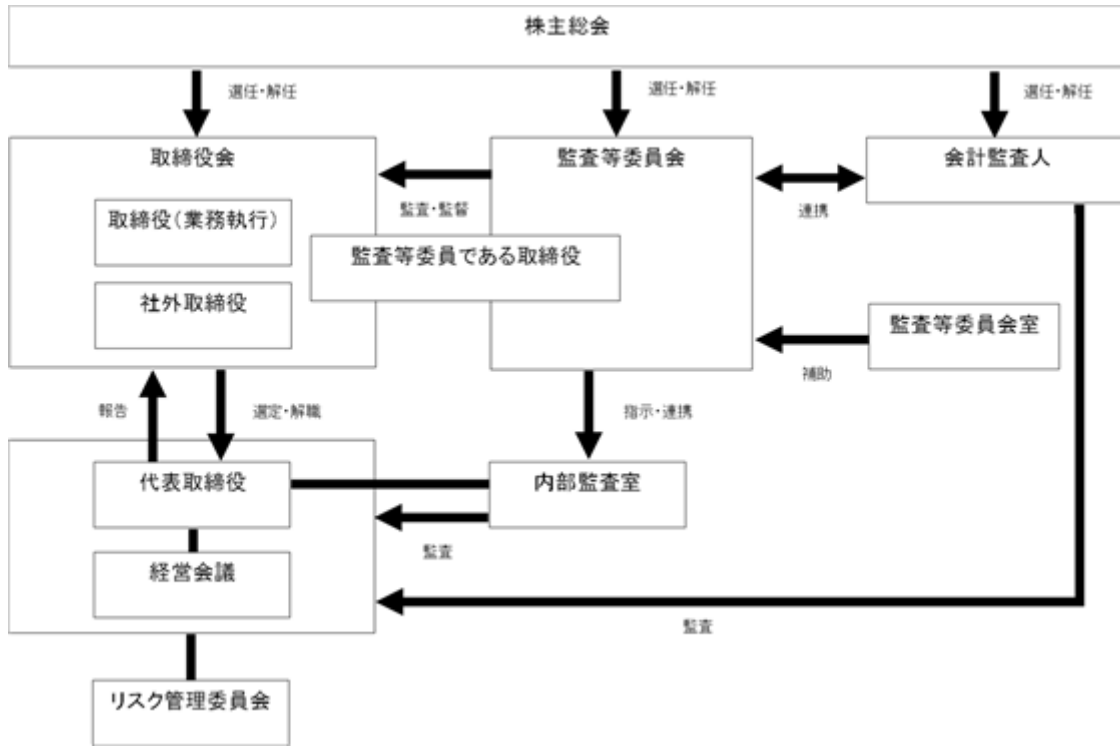 株主総会
選任・解任
選任・解任
選任・解任
取締役会
監査等委員会
会計監査人
監査・監督
連携
取締役(業務執行)
監査等委員である取締役
社外取締役
監査等委員会室
補助
報告
選定・解職
指示・連携
代表取締役
内部監査室
監査
経営会議
監査
リスク管理委員会